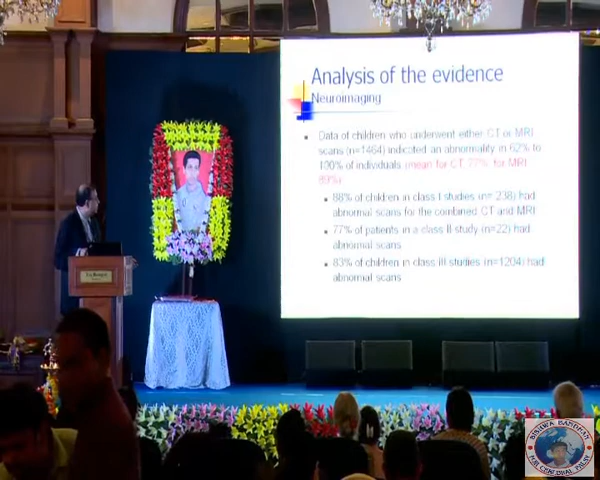 Analysis of the evidence
Neuroimaging
Data of children who underwent either CT or MRI
scans (n=1464) indicated an abnormality in 62% to
100% of individuals (mean for CT 77% for MRI
89%)
88% of children in class I studies (n= 238) had
abnormal scans for the combined CT and MRI
77% of patients in a class II study (n=22) had
abnormal scans
83% of children in class III studies (n=1204) had
abnormal scans
FOR CEREBRAL PALSY